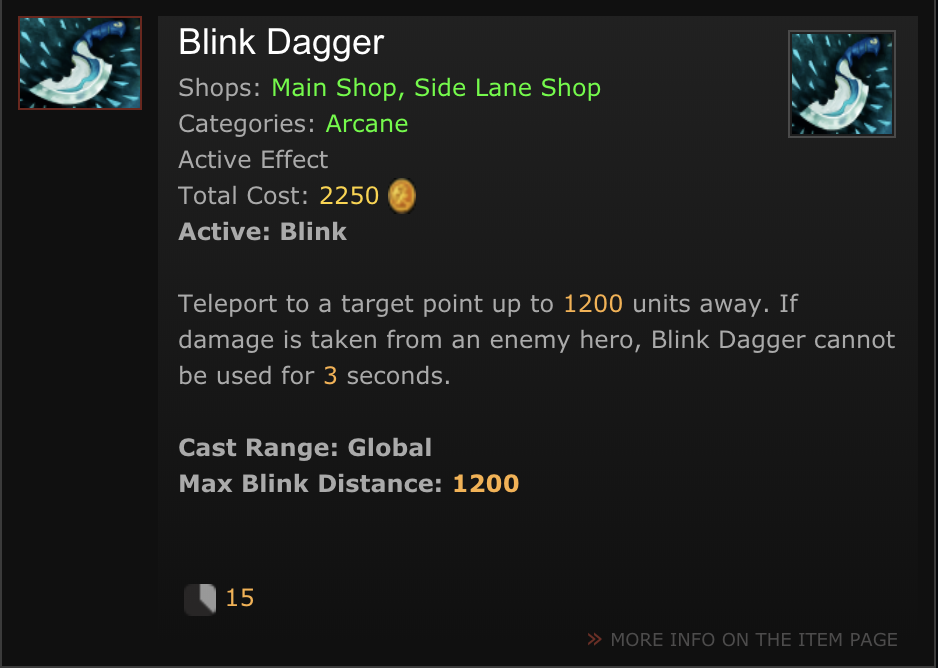 Blink Dagger
Shops: Main Shop, Side Lane Shop
Categories: Arcane
Active Effect
Total Cost: 2250
Active: Blink
Teleport to a target point up to 1200 units away. If
damage is taken from an enemy hero, Blink Dagger cannot
be used for 3 seconds.
Cast Range: Global
Max Blink Distance: 1200
15
» MORE INFO ON THE ITEM PAGE